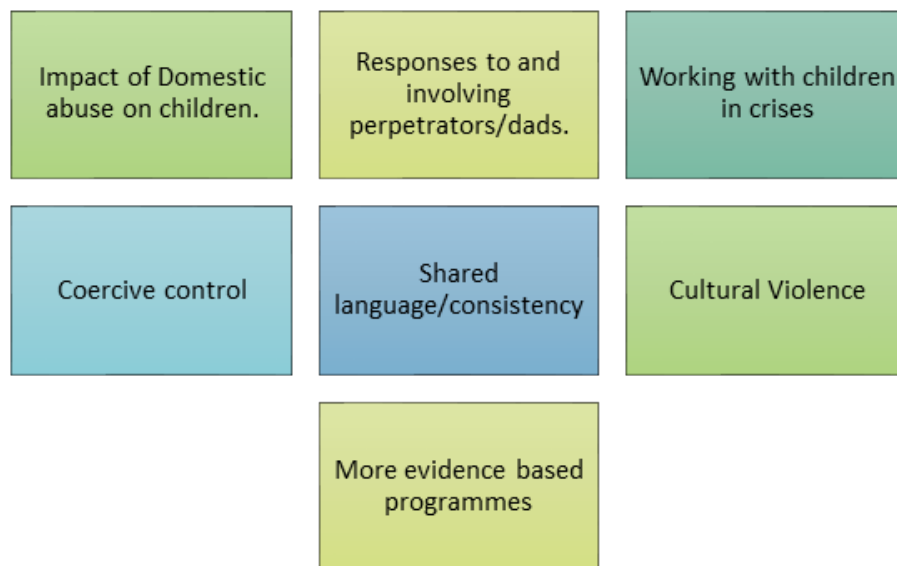 Impact of Domestic
abuse on children.
Responses to and
involving
perpetrators/dads.
Working with children
in crises
Coercive control
Shared
language/consistency
Cultural Violence
More evidence based
programmes